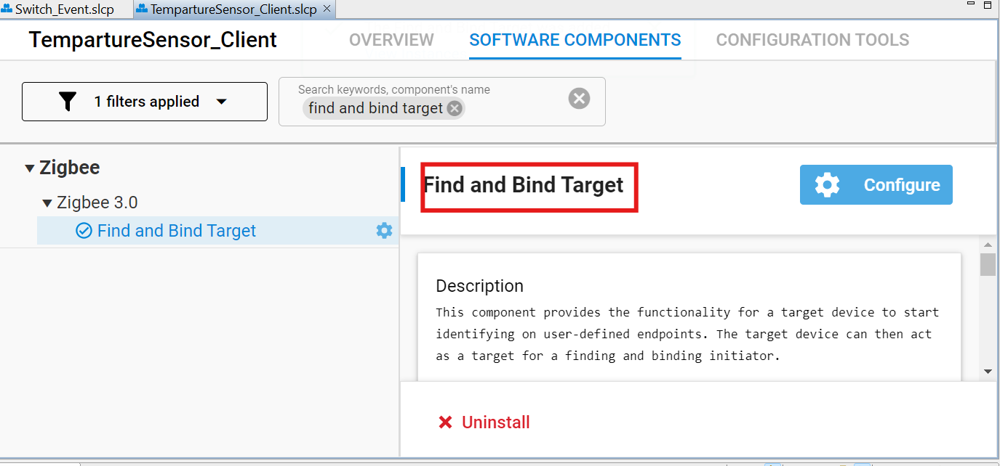 Switch_Event.slcp
TempartureSensor_Client.slcp
TempartureSensor_Client
OVERVIEW
SOFTWARE COMPONENTS
CONFIGURATION TOOLS
1 filters applied
Search keywords, component's name
find and bind target
Zigbee
Zigbee 3.0
Find and Bind Target
Find and Bind Target
Configure
Description
This component provides the functionality for a target device to start
identifying on user-defined endpoints. The target device can then act
as a target for a finding and binding initiator.
Uninstall